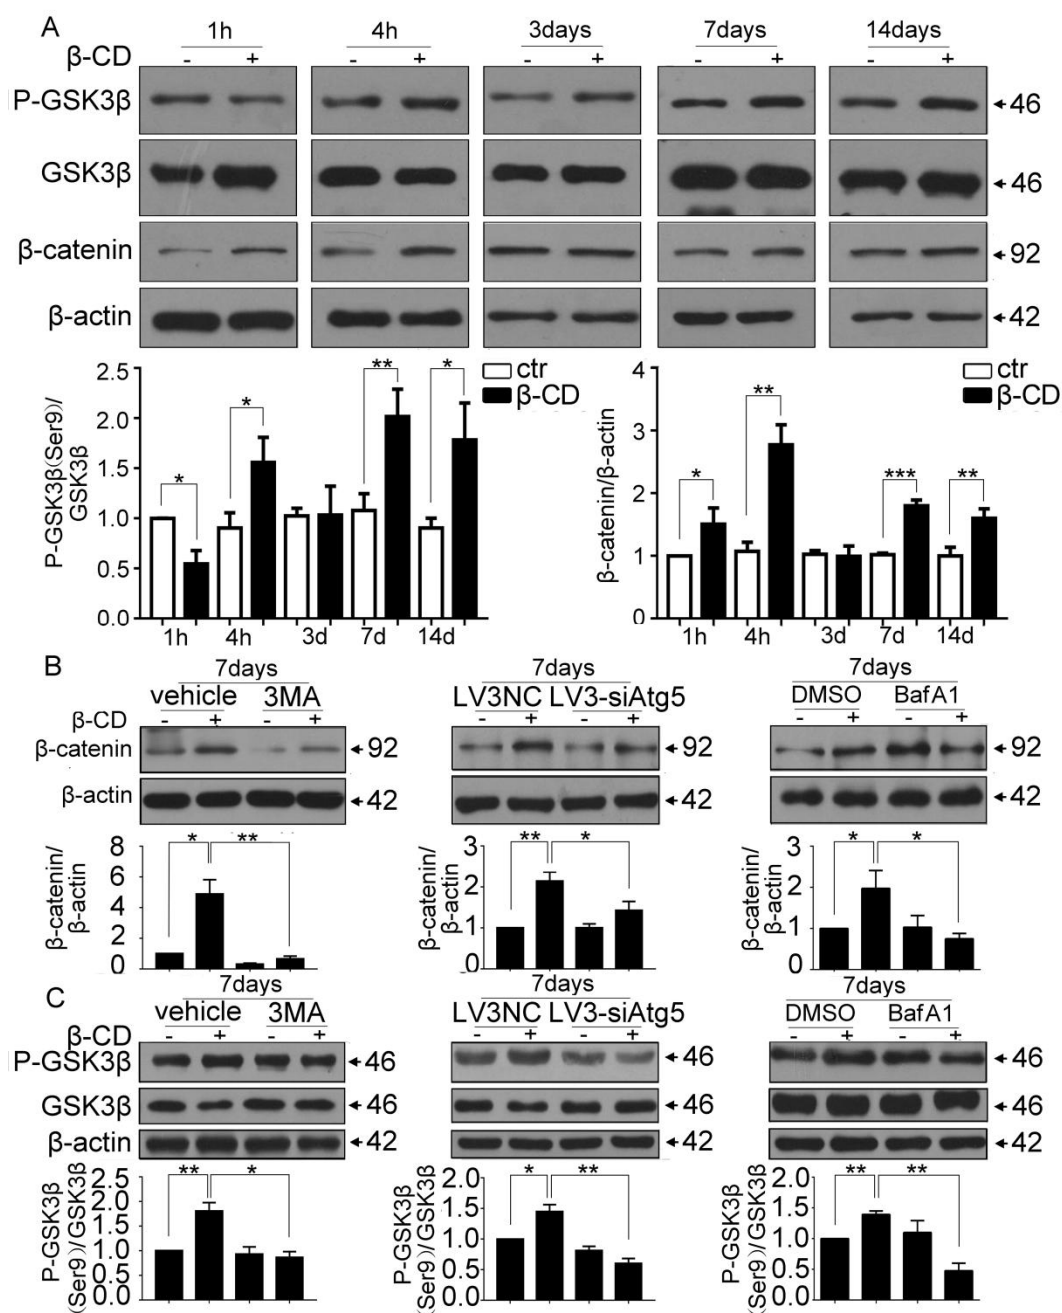 A
1h 4h 3days 7days 14days
β-CD - + - + - + - + - +
P-GSK3β 46
GSK3β 46
β-catenin 92
β-actin 42
P-GSK3β(Ser9)/
GSK3β
2.5
2.0
1.5
1.0
0.5
0.0
* * ** *
ctr
β-CD
1h 4h 3d 7d 14d
β-catenin/β-actin
4
3
2
1
0
* ** *** **
ctr
β-CD
1h 4h 3d 7d 14d
B
7days 7days 7days
vehicle 3MA LV3NC LV3-siAtg5 DMSO BafA1
β-CD - + - + - + - + - + - +
β-catenin 92 92 92
β-actin 42 42 42
β-catenin/
β-actin
8
6
4
2
0
* **
β-catenin/
β-actin
3
2
1
0
** *
β-catenin/
β-actin
3
2
1
0
* *
C
7days 7days 7days
vehicle 3MA LV3NC LV3-siAtg5 DMSO BafA1
β-CD - + - + - + - + - + - +
P-GSK3β 46 46 46
GSK3β 46 46 46
β-actin 42 42 42
P-GSK3β
(Ser9)/GSK3β
2.5
2.0
1.5
1.0
0.5
0.0
** *
P-GSK3β
(Ser9)/GSK3β
2.0
1.5
1.0
0.5
0.0
* **
P-GSK3β
(Ser9)/GSK3β
2.0
1.5
1.0
0.5
0.0
** **